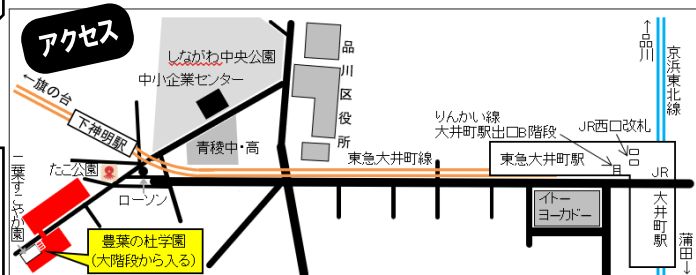 アクセス
しながわ中央公園
中小企業センター
品川区役所
↑品川
京浜東北線
←旗の台
下神明駅
青稜中・高
りんかい線
大井町駅出口B階段
JR西口改札
東急大井町線
東急大井町駅
JR
大井町駅
たこ公園
ローソン
イトー
ヨーカドー
二葉すこやか園
豊葉の杜学園
(大階段から入る)
蒲田↓